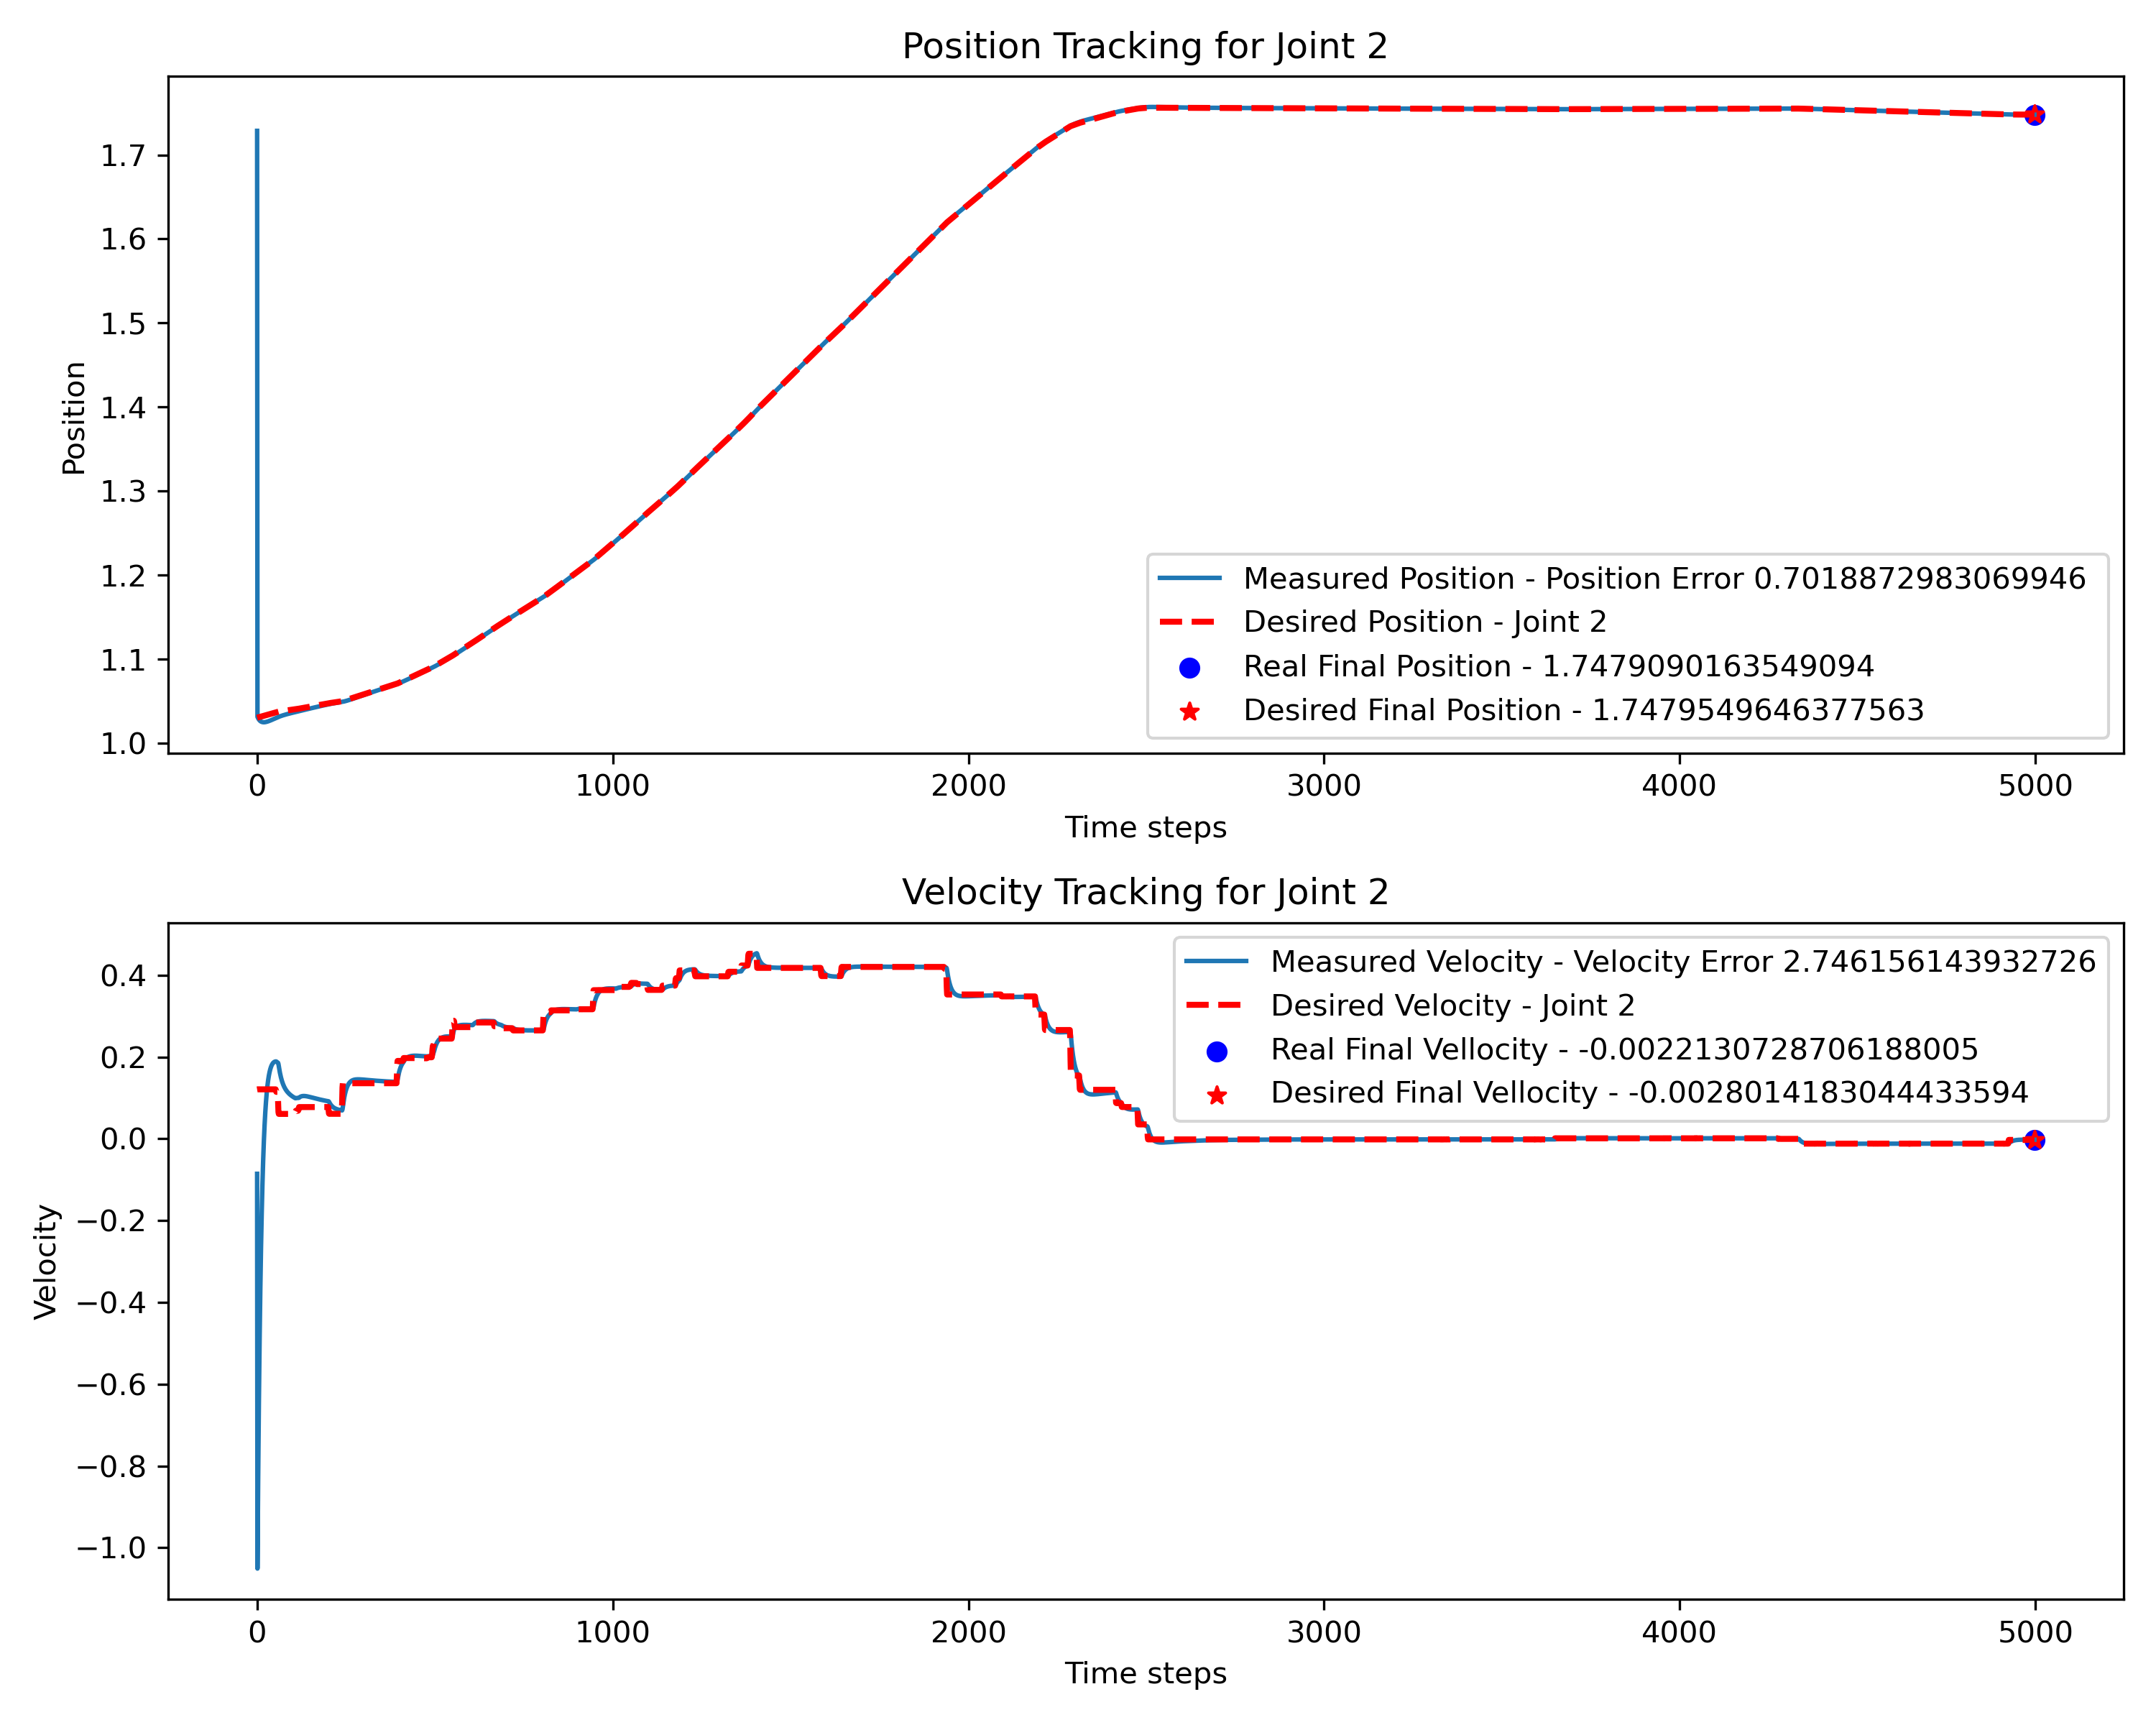 Position Tracking for Joint 2
Position
1.7
1.6
1.5
1.4
1.3
1.2
1.1
1.0
Measured Position - Position Error 0.7018872983069946
Desired Position - Joint 2
Real Final Position - 1.7479090163549094
Desired Final Position - 1.7479549646377563
0 1000 2000 3000 4000 5000
Time steps
Velocity Tracking for Joint 2
Velocity
0.4
0.2
0.0
−0.2
−0.4
−0.6
−0.8
−1.0
Measured Velocity - Velocity Error 2.746156143932726
Desired Velocity - Joint 2
Real Final Vellocity - -0.0022130728706188005
Desired Final Vellocity - -0.0028014183044433594
0 1000 2000 3000 4000 5000
Time steps